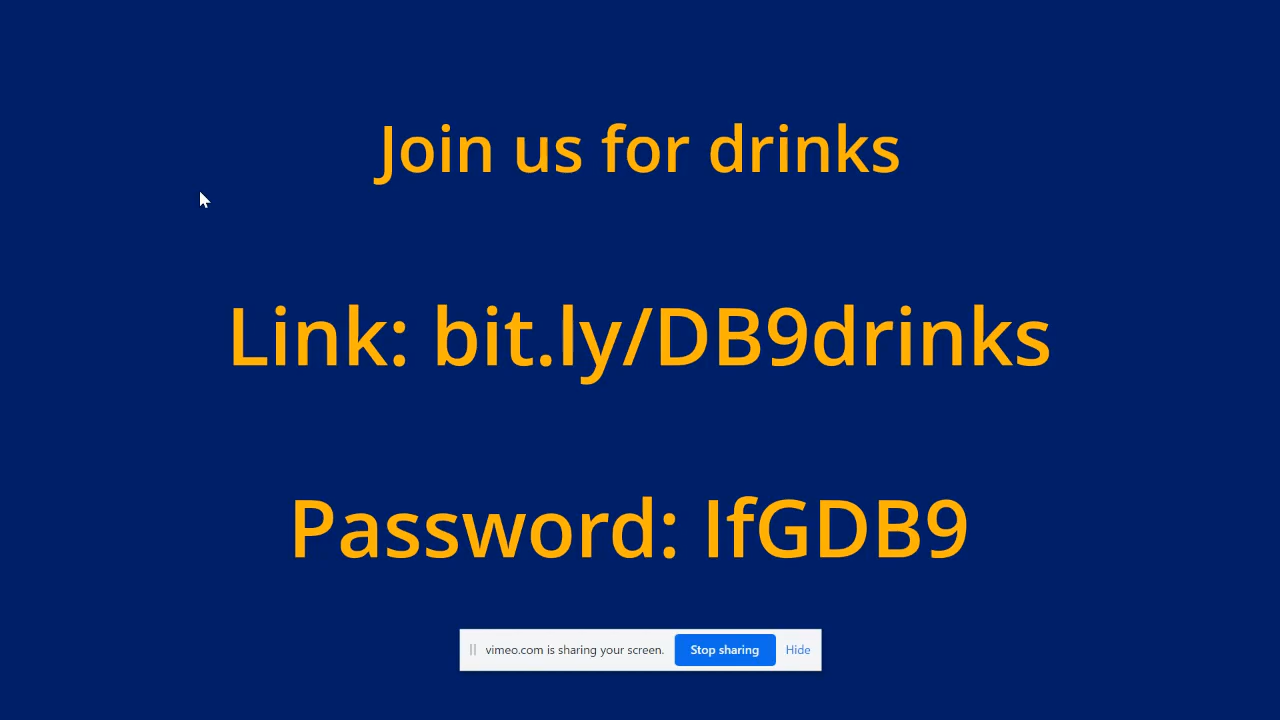 Join us for drinks
Link: bit.ly/DB9drinks
Password: IfGDB9
vimeo.com is sharing your screen. Stop sharing Hide